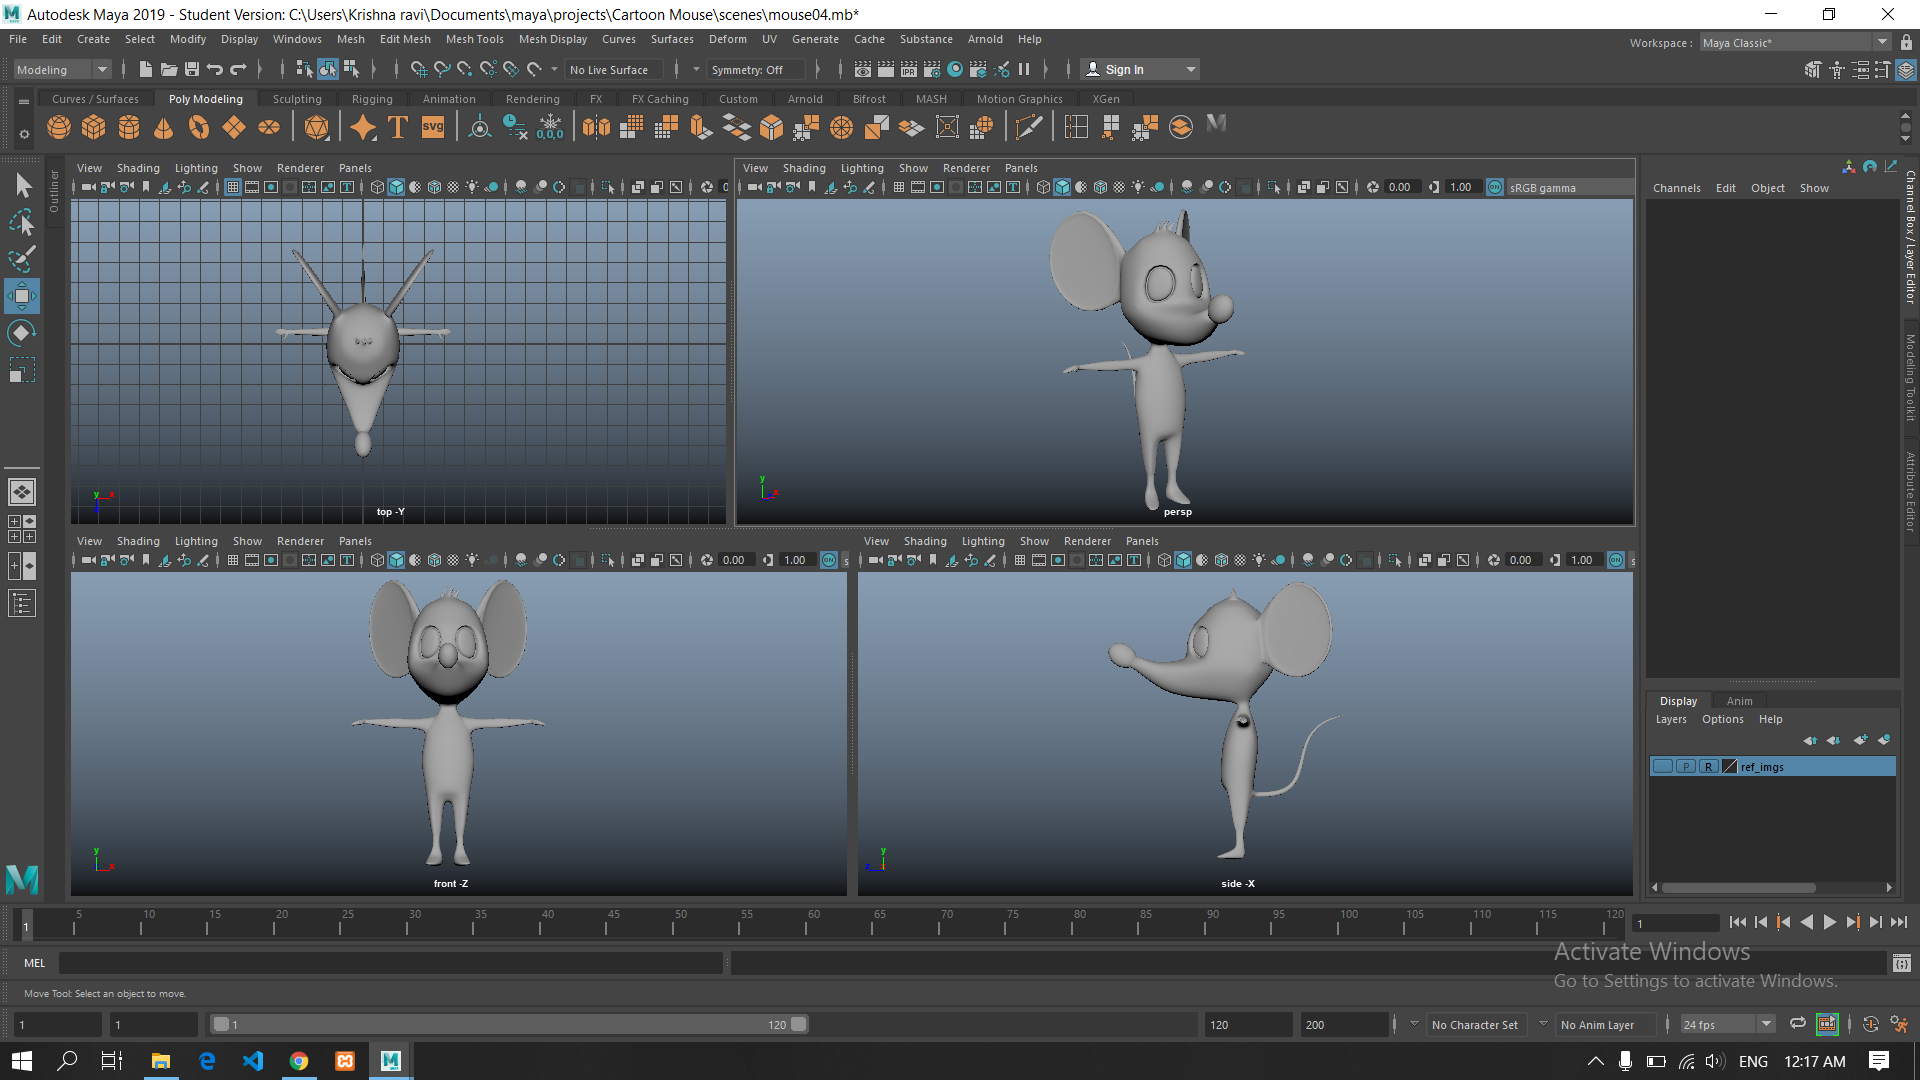 Autodesk Maya 2019 - Student Version: C:\Users\Krishna ravi\Documents\maya\projects\Cartoon Mouse\scenes\mouse04.mb*
File Edit Create Select Modify Display Windows Mesh Edit Mesh Mesh Tools Mesh Display Curves Surfaces Deform UV Generate Cache Substance Arnold Help
Workspace : Maya Classic*
Modeling No Live Surface Symmetry: Off Sign In
IPR
Curves / Surfaces Poly Modeling Sculpting Rigging Animation Rendering FX FX Caching Custom Arnold Bifrost MASH Motion Graphics XGen
T SVG 0,0,0 M
Outliner
View Shading Lighting Show Renderer Panels
View Shading Lighting Show Renderer Panels
0.00 1.00 ON sRGB gamma
top -Y
persp
y x
y x
View Shading Lighting Show Renderer Panels
View Shading Lighting Show Renderer Panels
0.00 1.00 ON s
0.00 1.00 ON s
front -Z
side -X
y x
y z
Channels Edit Object Show
Channel Box / Layer Editor
Modeling Toolkit
Attribute Editor
Display Anim
Layers Options Help
P R ref_imgs
1 5 10 15 20 25 30 35 40 45 50 55 60 65 70 75 80 85 90 95 100 105 110 115 120 1
MEL
Activate Windows
Go to Settings to activate Windows.
Move Tool: Select an object to move.
1 1 1 120 120 200 No Character Set No Anim Layer 24 fps
ENG 12:17 AM